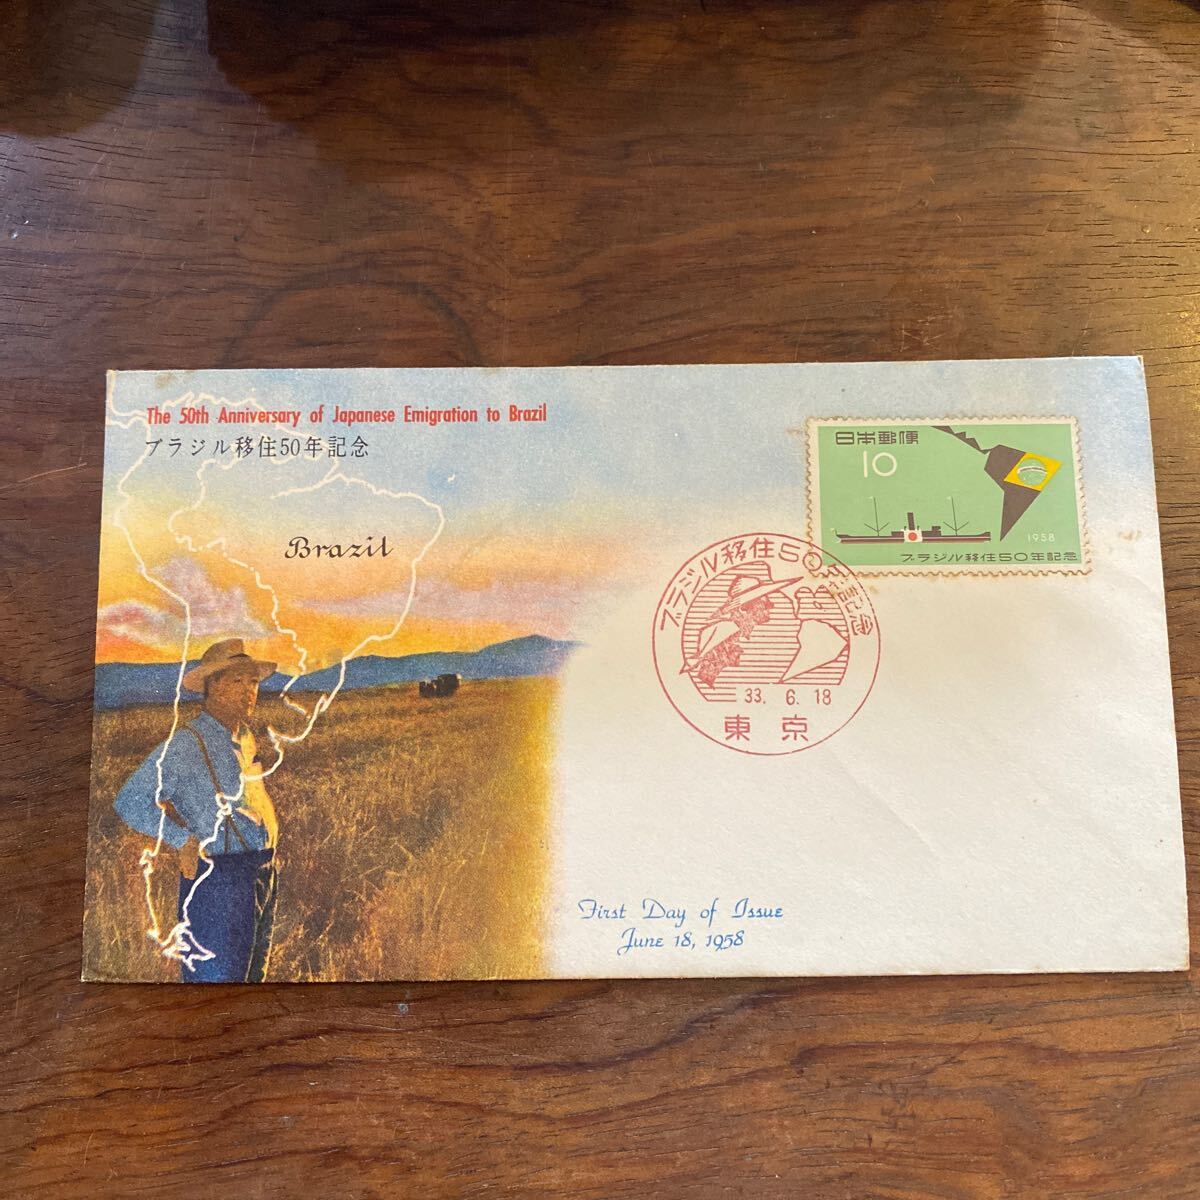 The 50th Anniversary of Japanese Emigration to Brazil
ブラジル移住50年記念
Brazil
日本郵便
10
1958
ブラジル移住50年記念
ブラジル移住50年記念
33. 6. 18
東京
First Day of Issue
June 18, 1958